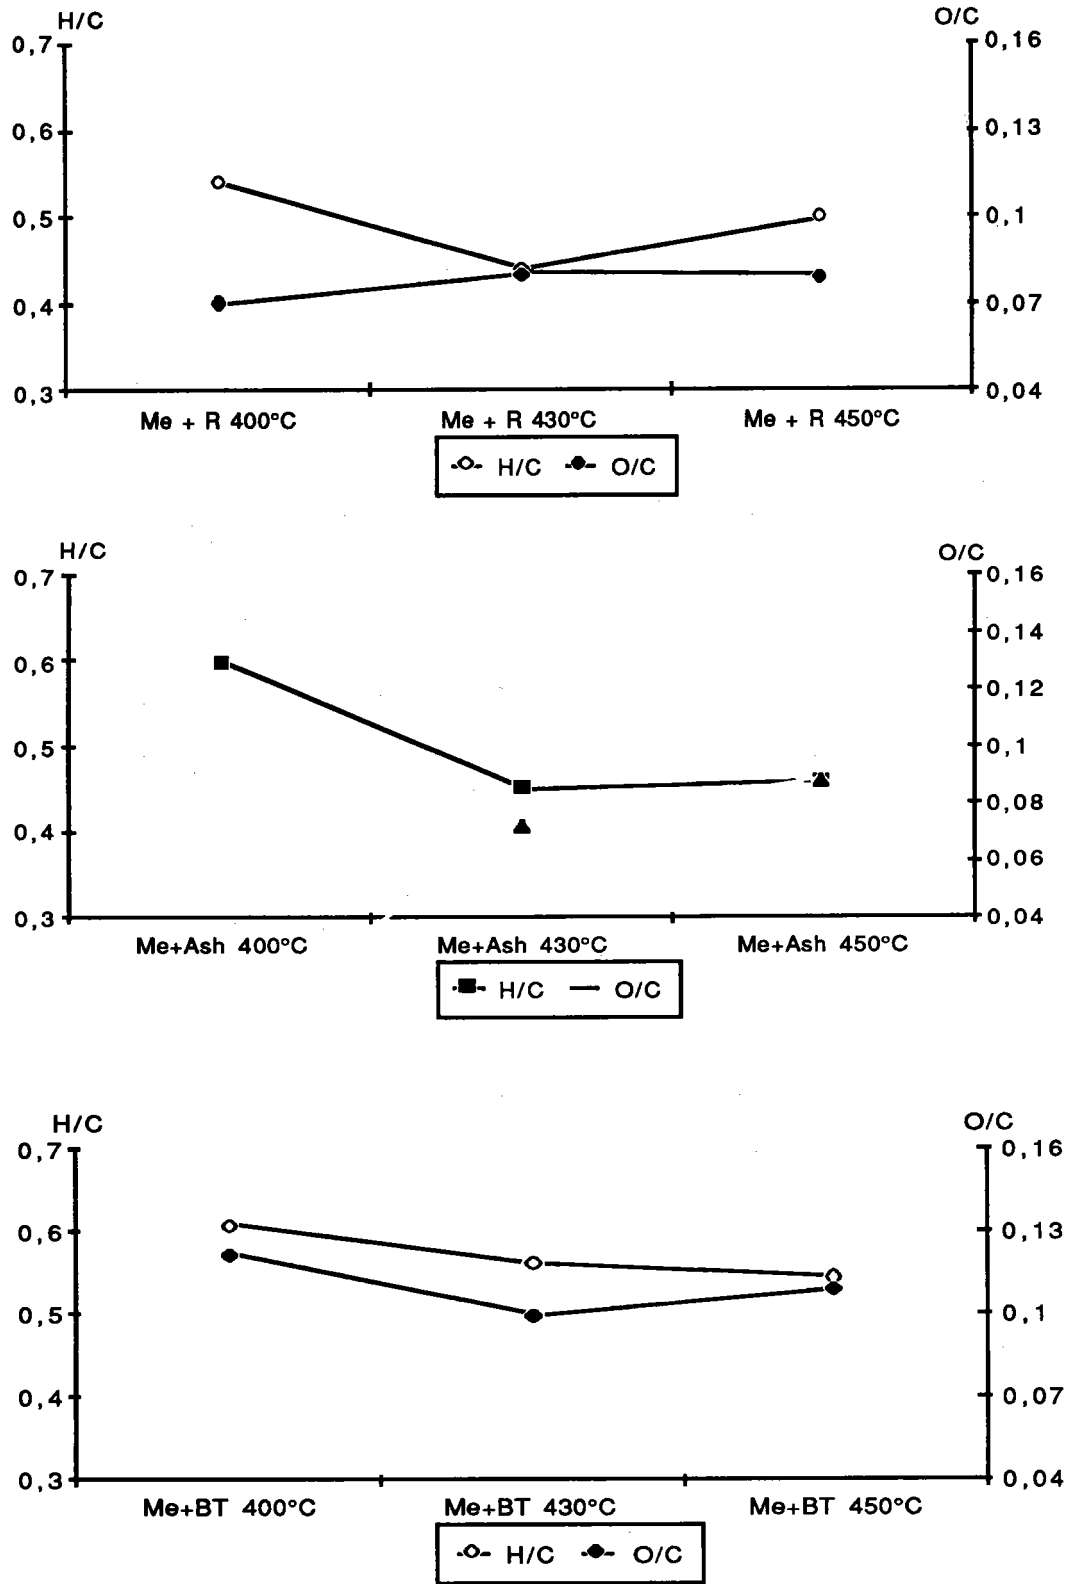 H/C O/C
0,7 0,16
0,6 0,13
0,5 0,1
0,4 0,07
0,3 0,04
Me + R 400°C Me + R 430°C Me + R 450°C
H/C O/C
H/C O/C
0,7 0,16
0,14
0,6
0,12
0,5 0,1
0,08
0,4
0,06
0,3 0,04
Me+Ash 400°C Me+Ash 430°C Me+Ash 450°C
H/C O/C
H/C O/C
0,7 0,16
0,6 0,13
0,5 0,1
0,4 0,07
0,3 0,04
Me+BT 400°C Me+BT 430°C Me+BT 450°C
H/C O/C